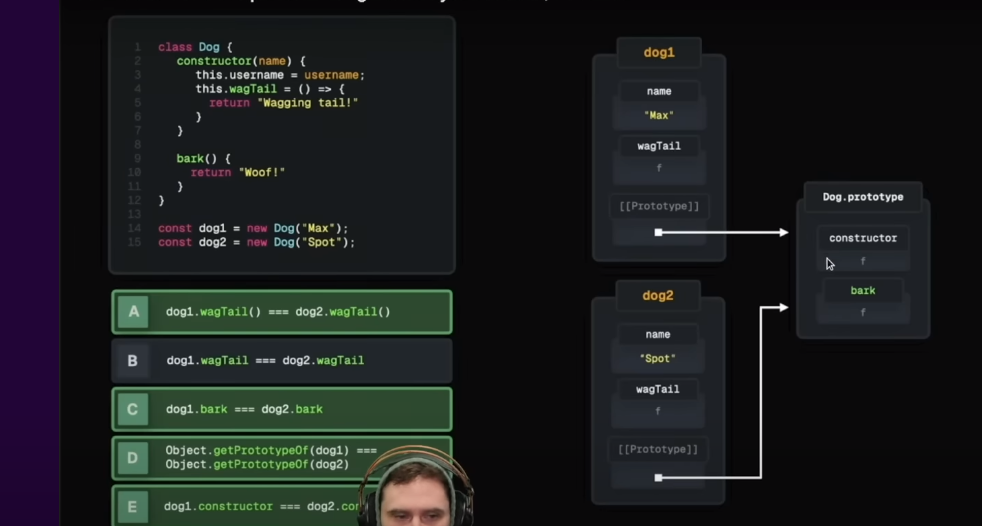 1 class Dog {
2 constructor(name) {
3 this.username = username;
4 this.wagTail = () => {
5 return "Wagging tail!"
6 }
7 }
8
9 bark() {
10 return "Woof!"
11 }
12 }
13
14 const dog1 = new Dog("Max");
15 const dog2 = new Dog("Spot");
A dog1.wagTail() === dog2.wagTail()
B dog1.wagTail === dog2.wagTail
C dog1.bark === dog2.bark
D Object.getPrototypeOf(dog1) ===
Object.getPrototypeOf(dog2)
E dog1.constructor ===
dog1
name
"Max"
wagTail
f
[[Prototype]]
dog2
name
"Spot"
wagTail
f
[[Prototype]]
Dog.prototype
constructor
f
bark
f